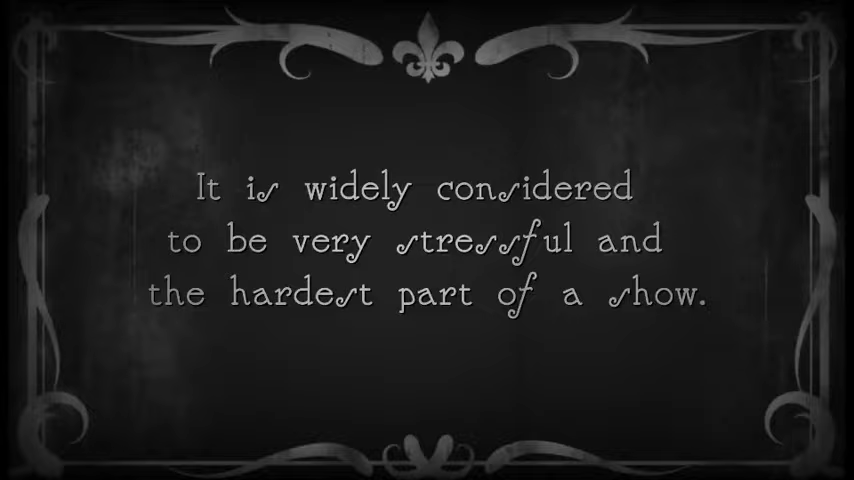 It is widely considered
to be very stressful and
the hardest part of a show.